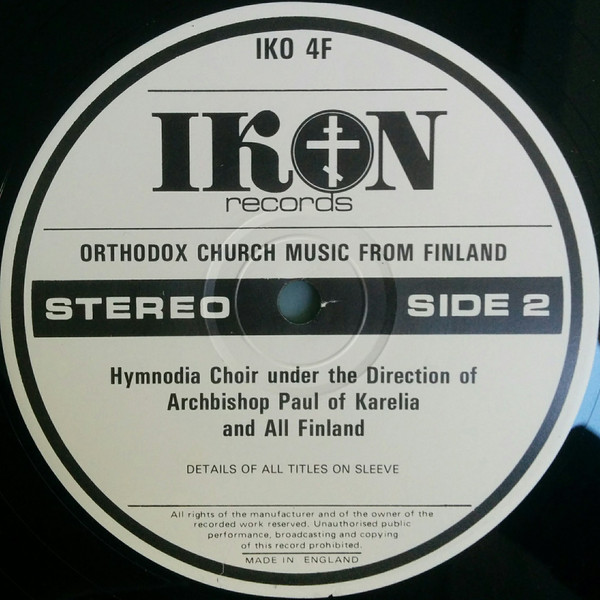 IKO 4F
IKON
records
ORTHODOX CHURCH MUSIC FROM FINLAND
STEREO SIDE 2
Hymnodia Choir under the Direction of
Archbishop Paul of Karelia
and All Finland
DETAILS OF ALL TITLES ON SLEEVE
All rights of the manufacturer and of the owner of the
recorded work reserved. Unauthorised public
performance, broadcasting and copying
of this record prohibited.
MADE IN ENGLAND